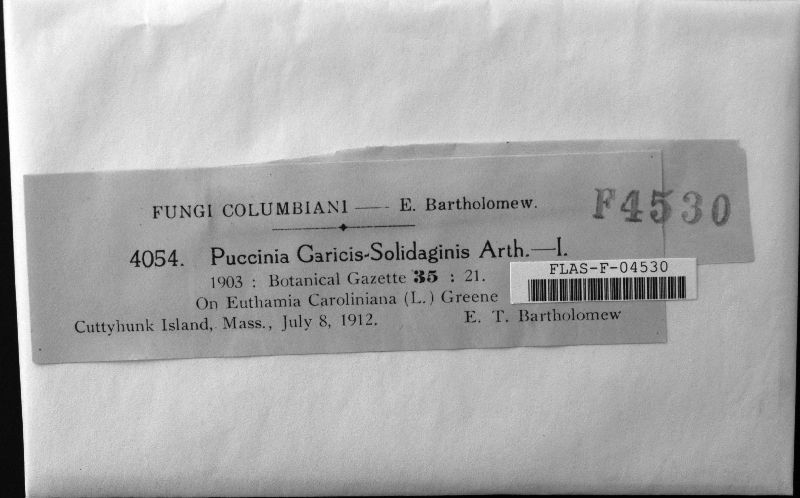 FUNGI COLUMBIANI — E. Bartholomew.
F4530
4054. Puccinia Caricis-Solidaginis Arth.—I.
1903 : Botanical Gazette 35 : 21.
FLAS-F-04530
On Euthamia Caroliniana (L.) Greene
Cuttyhunk Island, Mass., July 8, 1912. E. T. Bartholomew